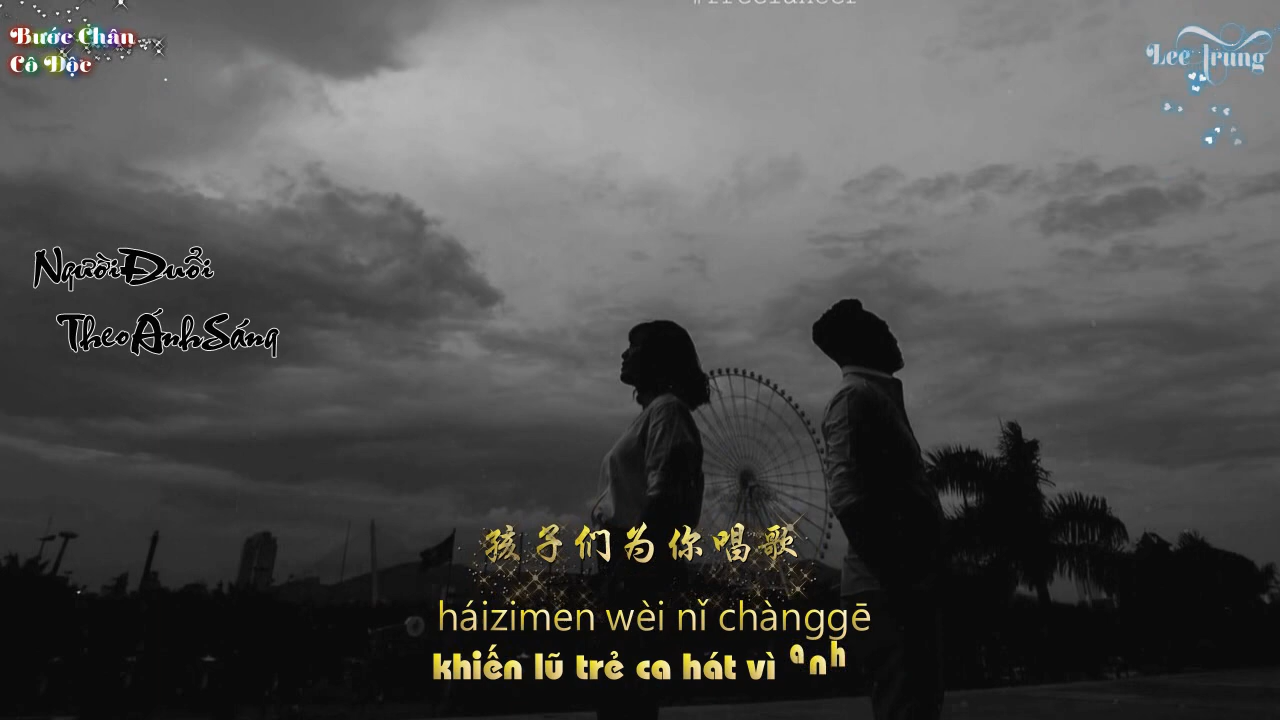 Bước Chân
Cô Độc
Lee Trung
Người Đuổi
Theo Ánh Sáng
孩子们为你唱歌
háizimen wèi nǐ chànggē
khiến lũ trẻ ca hát vì anh